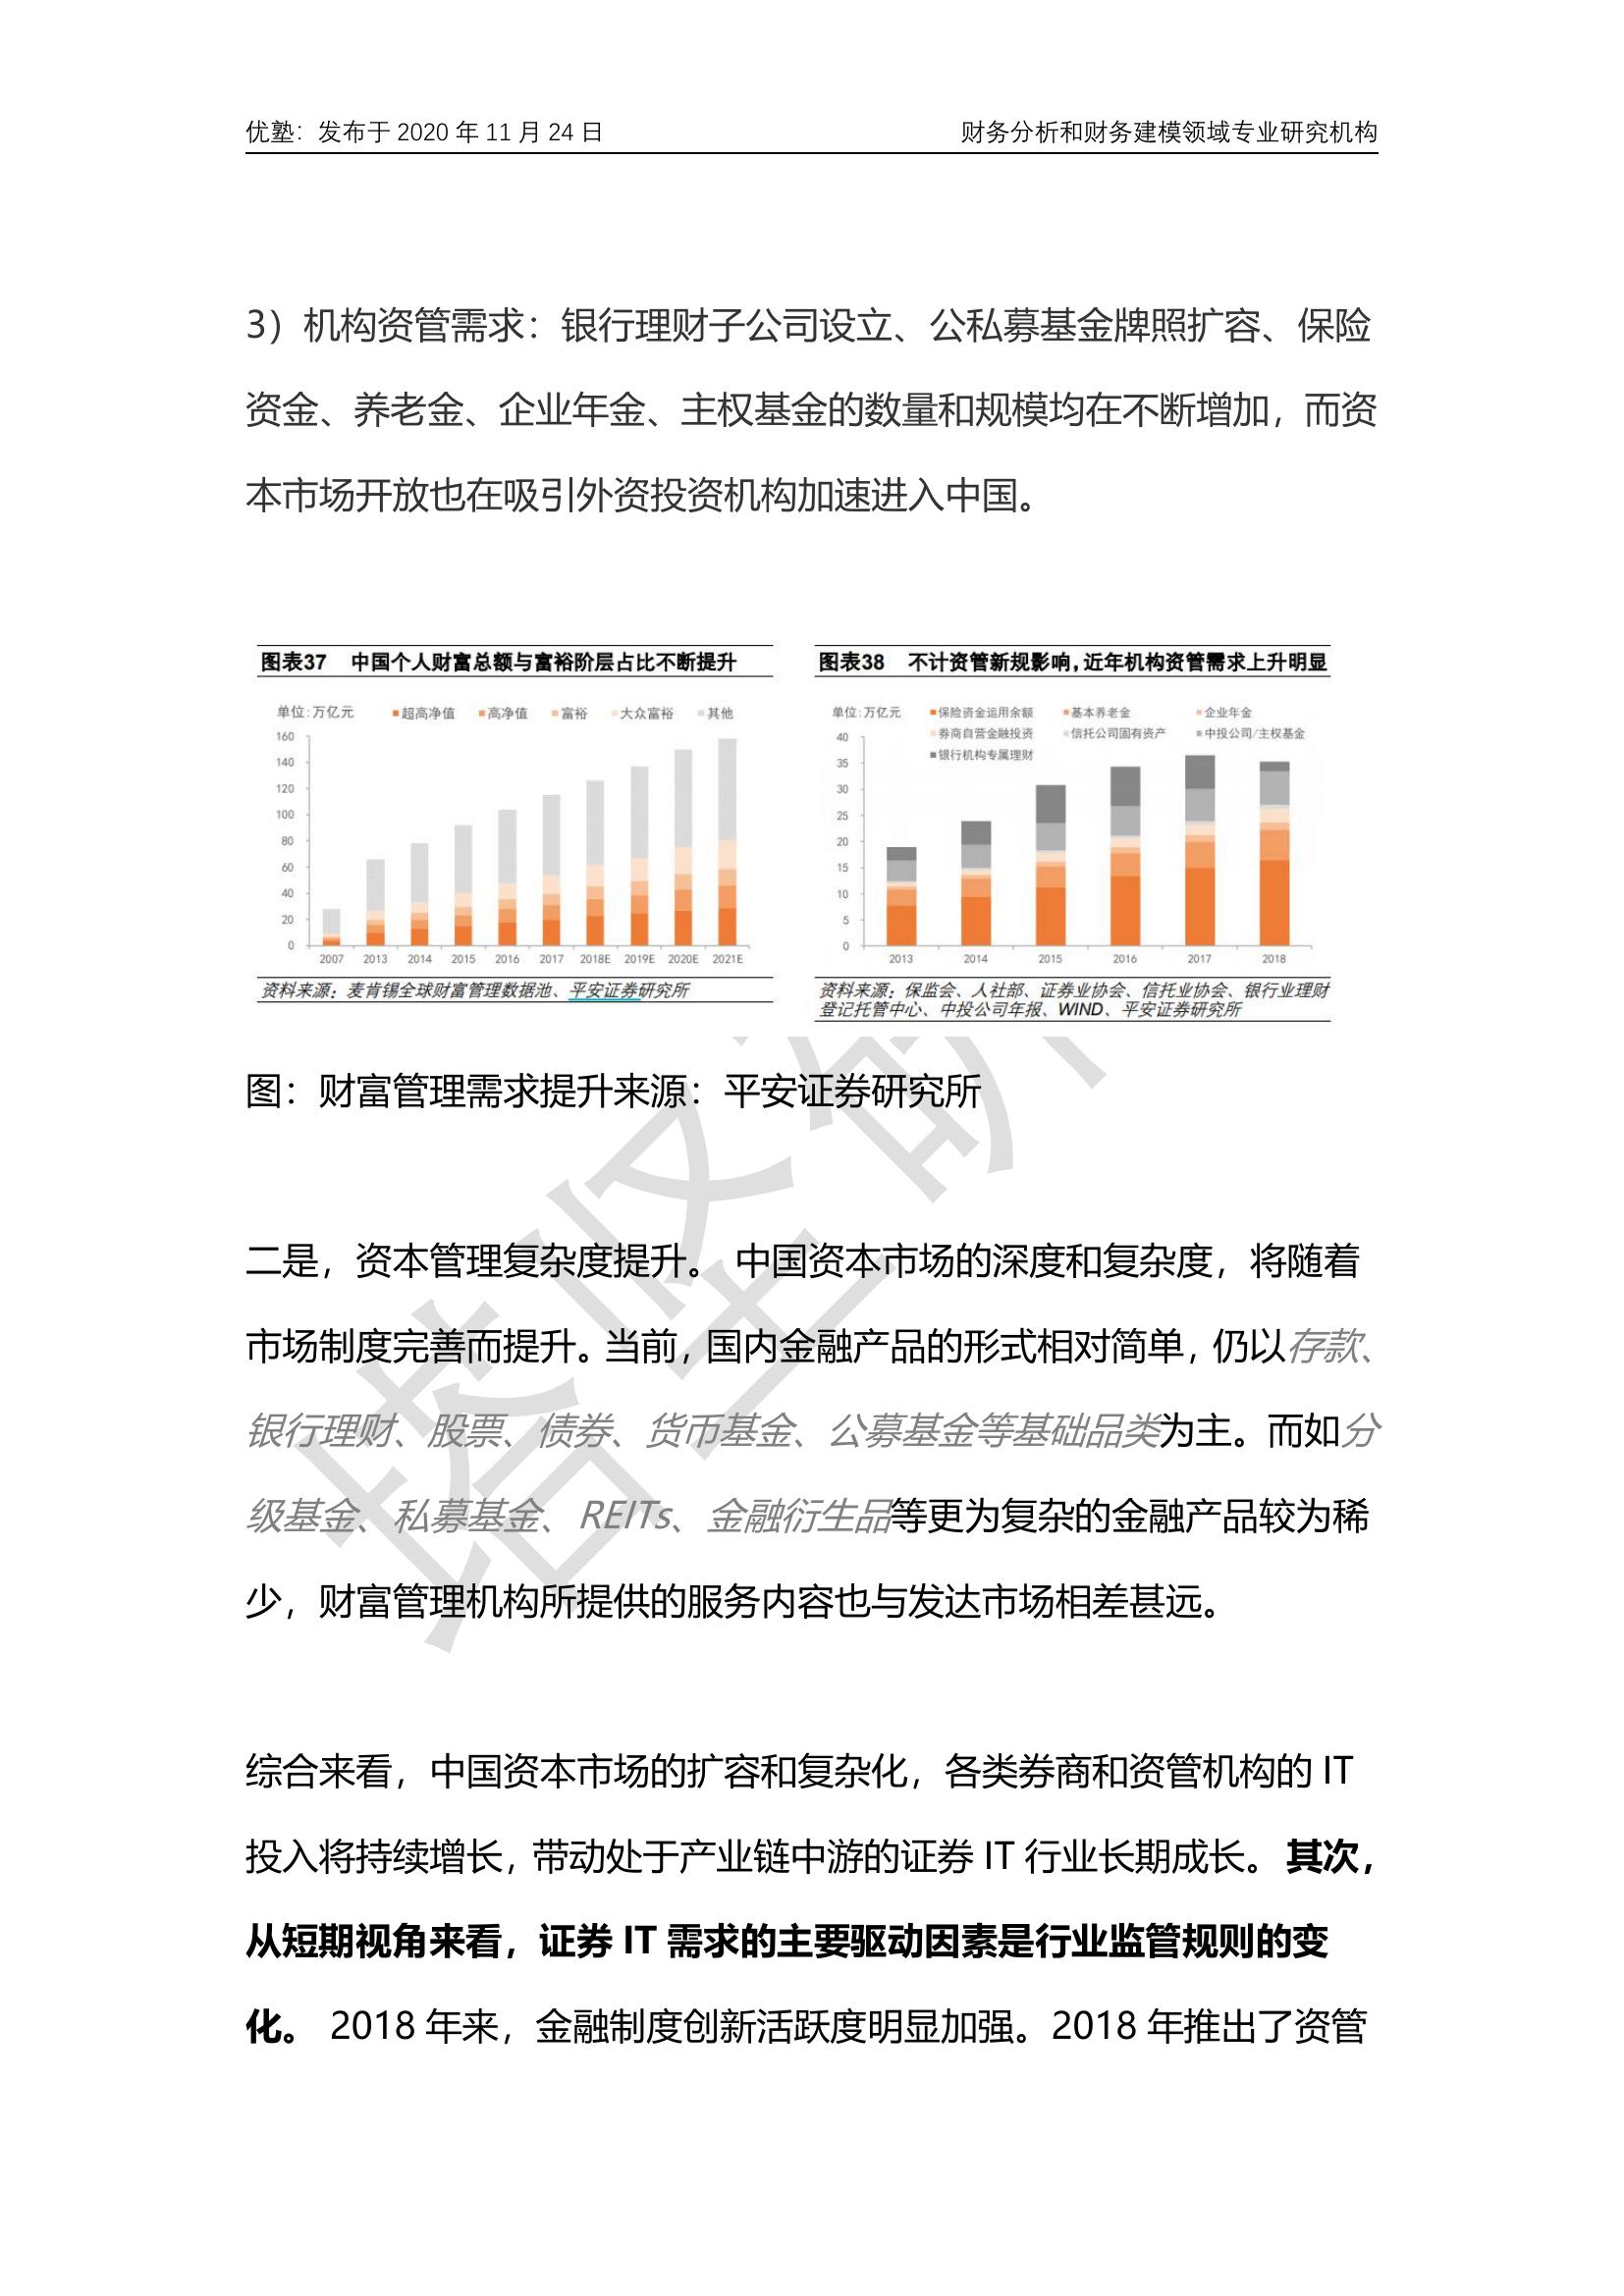 优塾：发布于 2020 年 11 月 24 日
财务分析和财务建模领域专业研究机构
3）机构资管需求：银行理财子公司设立、公私募基金牌照扩容、保险
资金、养老金、企业年金、主权基金的数量和规模均在不断增加，而资
本市场开放也在吸引外资投资机构加速进入中国。
图表37 中国个人财富总额与富裕阶层占比不断提升
单位:万亿元
超高净值 高净值 富裕 大众富裕 其他
160
140
120
100
80
60
40
20
0
2007 2013 2014 2015 2016 2017 2018E 2019E 2020E 2021E
资料来源：麦肯锡全球财富管理数据池、平安证券研究所
图表38 不计资管新规影响，近年机构资管需求上升明显
单位:万亿元
保险资金运用余额 基本养老金 企业年金
券商自营金融投资 信托公司固有资产 中投公司/主权基金
银行机构专属理财
40
35
30
25
20
15
10
5
0
2013 2014 2015 2016 2017 2018
资料来源：保监会、人社部、证券业协会、信托业协会、银行业理财
登记托管中心、中投公司年报、WIND、平安证券研究所
图：财富管理需求提升来源：平安证券研究所
二是，资本管理复杂度提升。 中国资本市场的深度和复杂度，将随着
市场制度完善而提升。当前，国内金融产品的形式相对简单，仍以存款、
银行理财、股票、债券、货币基金、公募基金等基础品类为主。而如分
级基金、私募基金、REITs、金融衍生品等更为复杂的金融产品较为稀
少，财富管理机构所提供的服务内容也与发达市场相差甚远。
综合来看，中国资本市场的扩容和复杂化，各类券商和资管机构的 IT
投入将持续增长，带动处于产业链中游的证券 IT 行业长期成长。 其次，
从短期视角来看，证券 IT 需求的主要驱动因素是行业监管规则的变
化。 2018 年来，金融制度创新活跃度明显加强。2018 年推出了资管
塔坚研